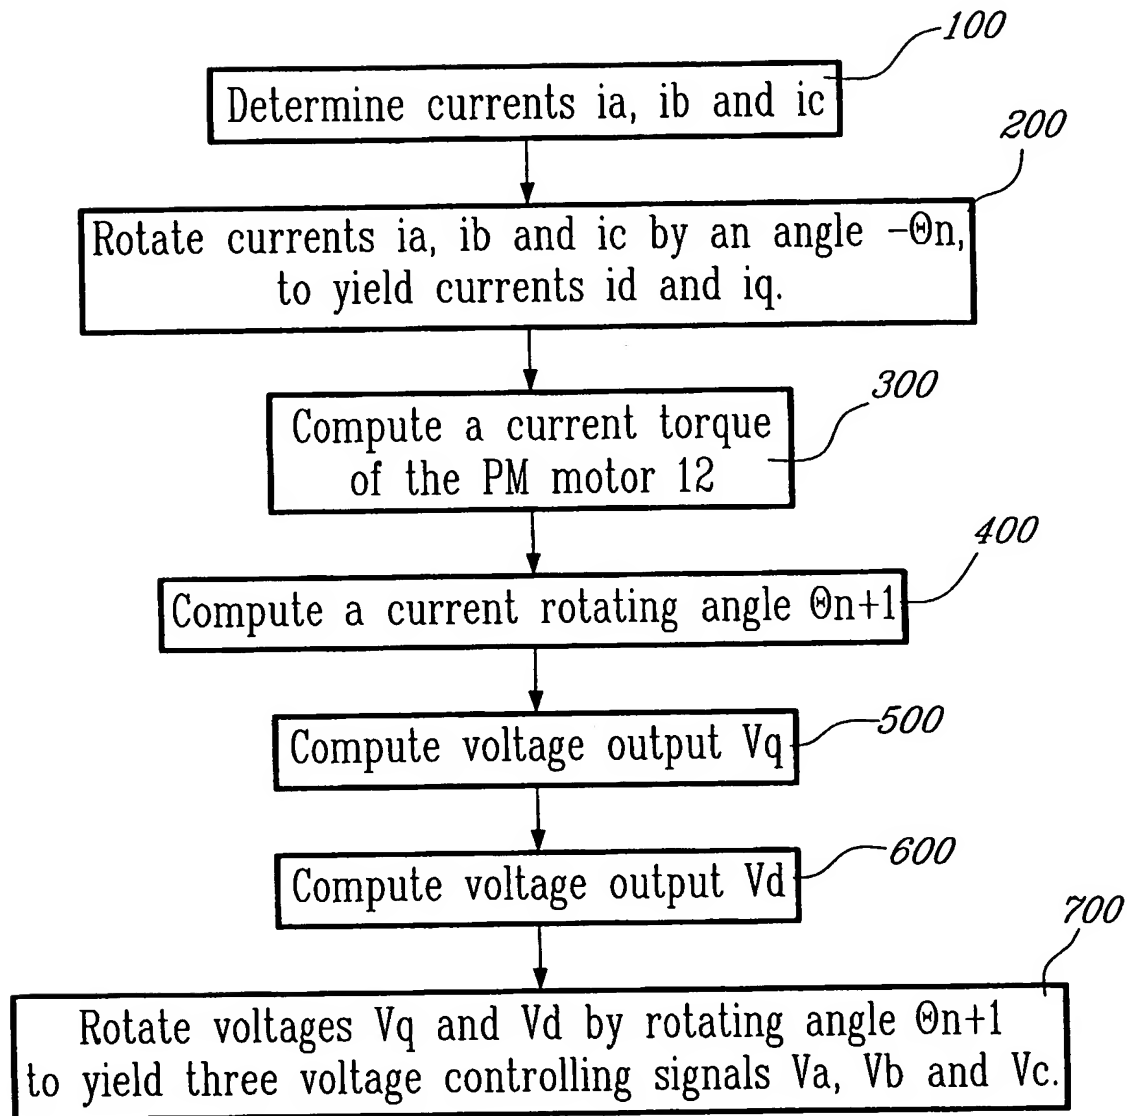 100
Determine currents ia, ib and ic
200
Rotate currents ia, ib and ic by an angle -Θn,
to yield currents id and iq.
300
Compute a current torque
of the PM motor 12
400
Compute a current rotating angle Θn+1
500
Compute voltage output Vq
600
Compute voltage output Vd
700
Rotate voltages Vq and Vd by rotating angle Θn+1
to yield three voltage controlling signals Va, Vb and Vc.